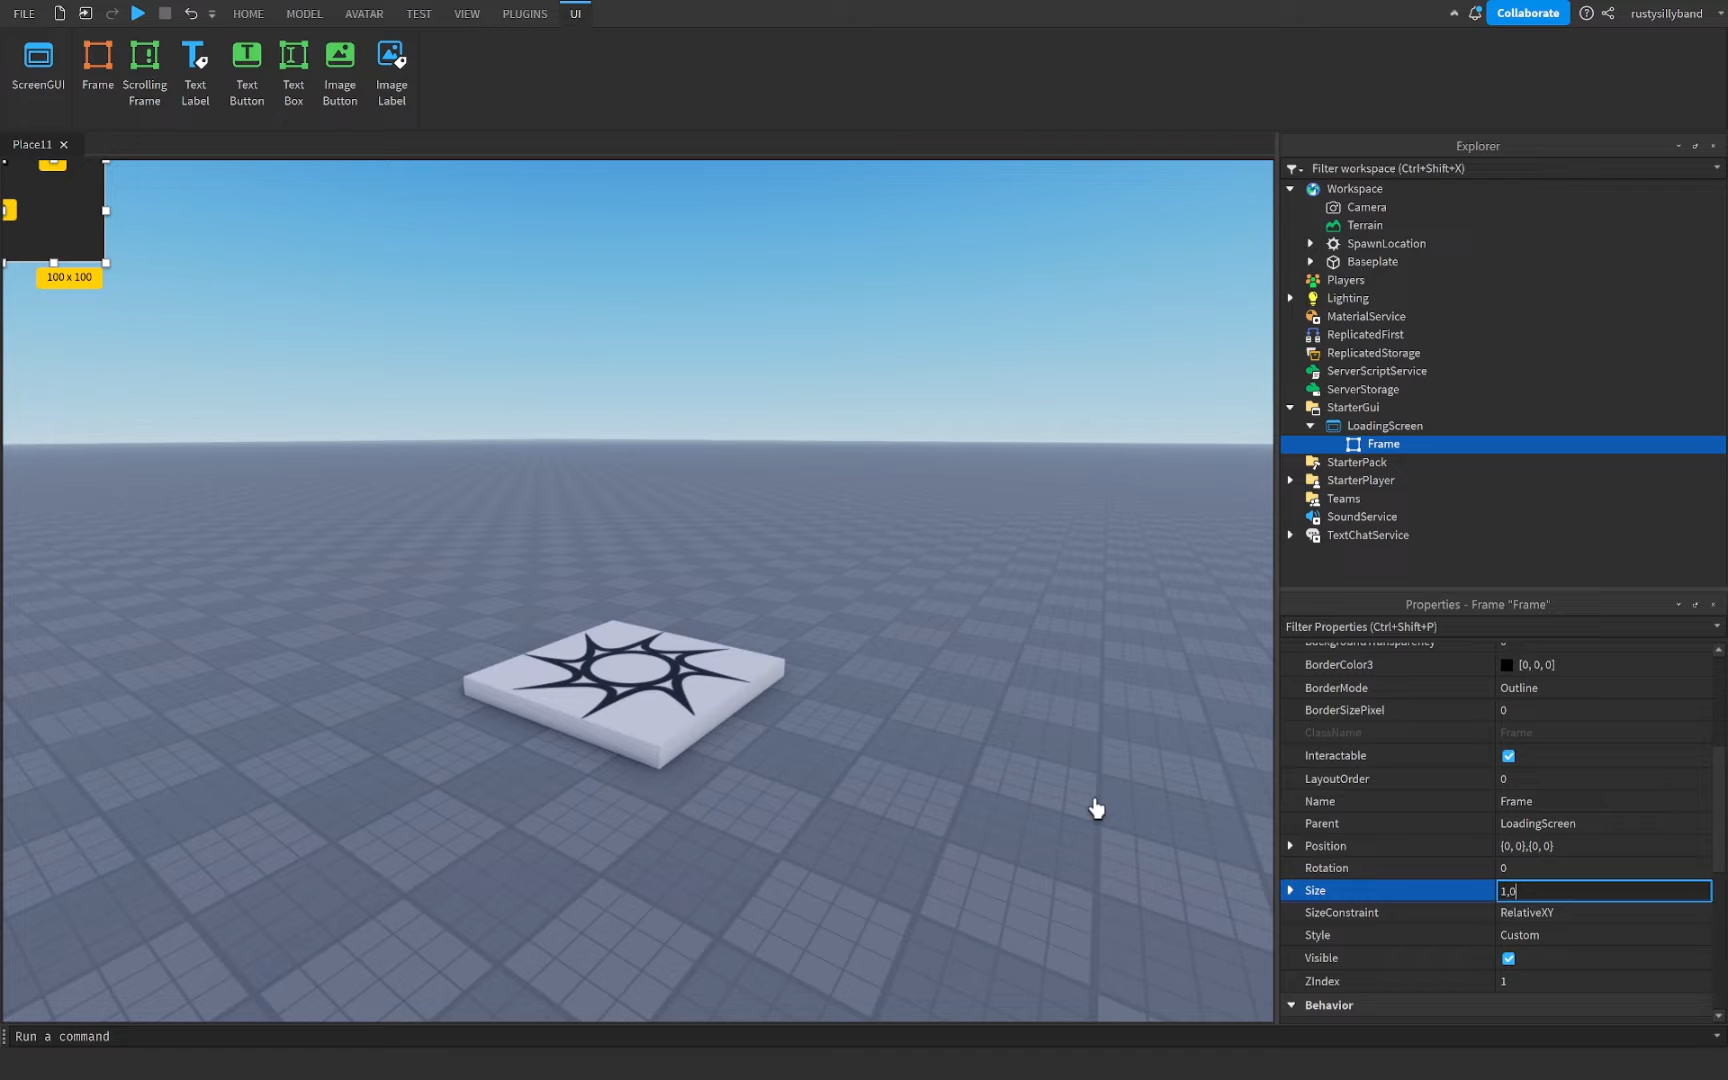 FILE
HOME
MODEL
AVATAR
TEST
VIEW
PLUGINS
UI
Collaborate
rustysillyband
ScreenGUI
Frame
Scrolling
Frame
Text
Label
Text
Button
Text
Box
Image
Button
Image
Label
Place11
Explorer
Filter workspace (Ctrl+Shift+X)
100 x 100
Workspace
Camera
Terrain
SpawnLocation
Baseplate
Players
Lighting
MaterialService
ReplicatedFirst
ReplicatedStorage
ServerScriptService
ServerStorage
StarterGui
LoadingScreen
Frame
StarterPack
StarterPlayer
Teams
SoundService
TextChatService
Properties - Frame "Frame"
Filter Properties (Ctrl+Shift+P)
BackgroundTransparency 0
BorderColor3 [0, 0, 0]
BorderMode Outline
BorderSizePixel 0
ClassName Frame
Interactable
LayoutOrder 0
Name Frame
Parent LoadingScreen
Position {0, 0},{0, 0}
Rotation 0
Size 1,0
SizeConstraint RelativeXY
Style Custom
Visible
ZIndex 1
Behavior
Run a command